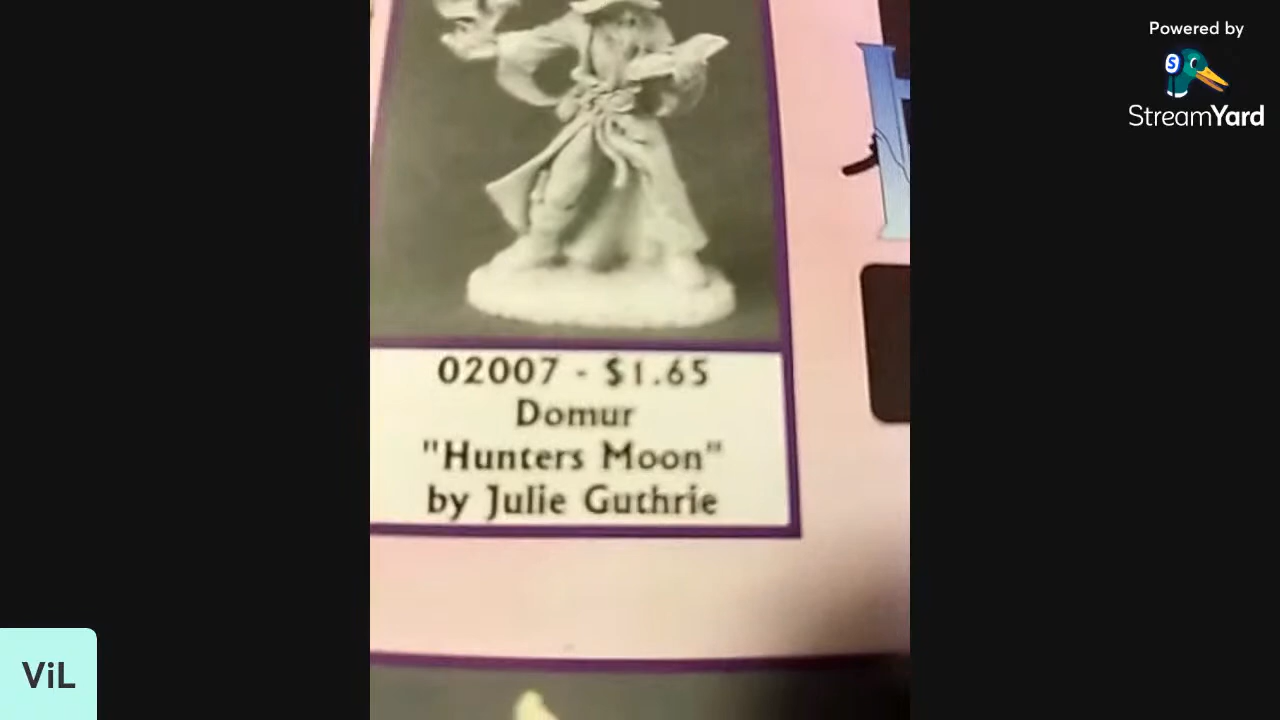 Powered by
StreamYard
02007 - $1.65
Domur
"Hunters Moon"
by Julie Guthrie
ViL